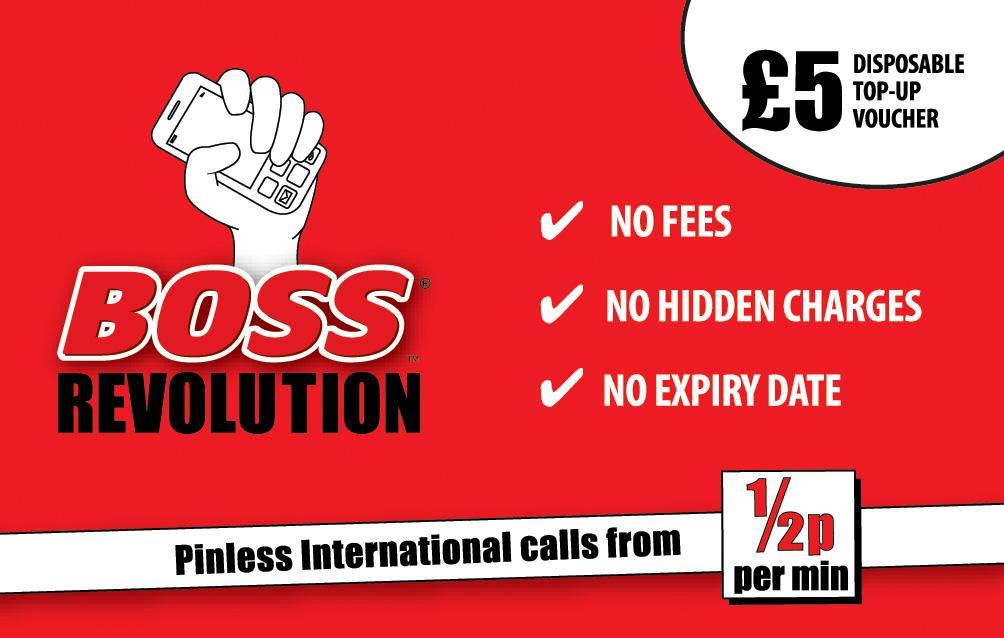 £5 DISPOSABLE
TOP-UP
VOUCHER
✔ NO FEES
✔ NO HIDDEN CHARGES
✔ NO EXPIRY DATE
BOSS®
™
REVOLUTION
Pinless International calls from
1/2p
per min